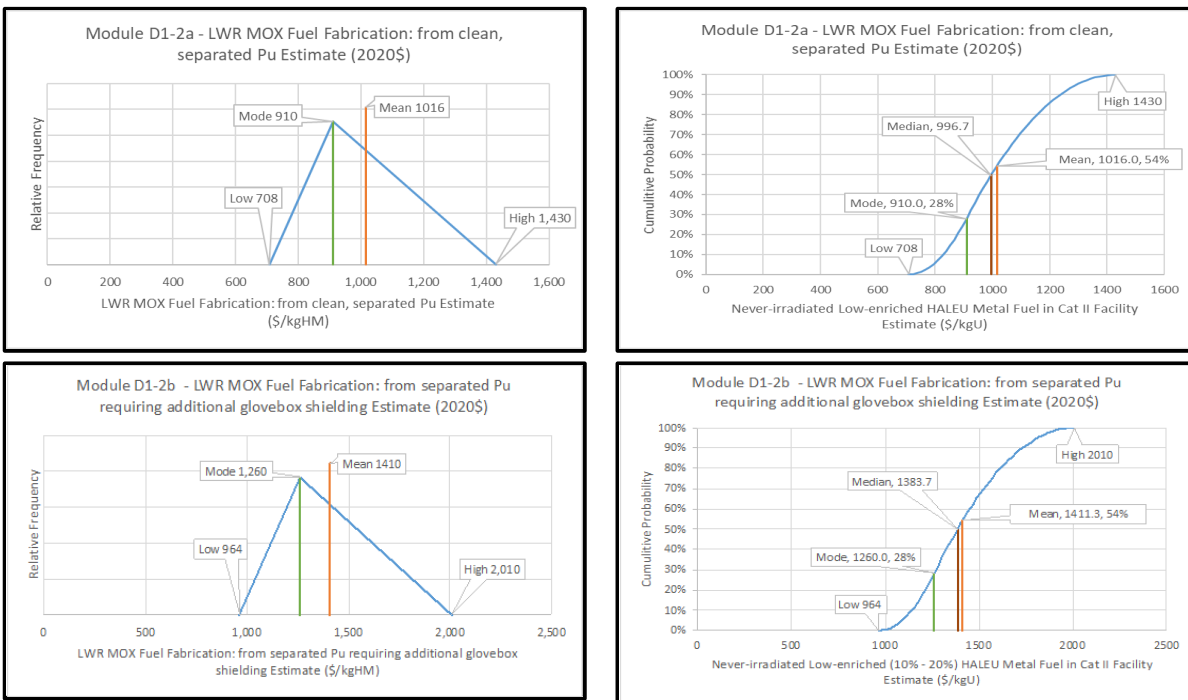 Module D1-2a - LWR MOX Fuel Fabrication: from clean,
separated Pu Estimate (2020$)
Relative Frequency
Mean 1016
Mode 910
Low 708
High 1,430
0
200
400
600
800
1,000
1,200
1,400
1,600
LWR MOX Fuel Fabrication: from clean, separated Pu Estimate
($/kgHM)
Module D1-2a - LWR MOX Fuel Fabrication: from clean,
separated Pu Estimate (2020$)
Cumulitive Probability
100%
90%
80%
70%
60%
50%
40%
30%
20%
10%
0%
High 1430
Median, 996.7
Mean, 1016.0, 54%
Mode, 910.0, 28%
Low 708
0
200
400
600
800
1000
1200
1400
1600
Never-irradiated Low-enriched HALEU Metal Fuel in Cat II Facility
Estimate ($/kgU)
Module D1-2b - LWR MOX Fuel Fabrication: from separated Pu
requiring additional glovebox shielding Estimate (2020$)
Relative Frequency
Mean 1410
Mode 1,260
Low 964
High 2,010
0
500
1,000
1,500
2,000
2,500
LWR MOX Fuel Fabrication: from separated Pu requiring additional glovebox
shielding Estimate ($/kgHM)
Module D1-2b - LWR MOX Fuel Fabrication: from separated Pu
requiring additional glovebox shielding Estimate (2020$)
Cumulitive Probability
100%
90%
80%
70%
60%
50%
40%
30%
20%
10%
0%
High 2010
Median, 1383.7
Mean, 1411.3, 54%
Mode, 1260.0, 28%
Low 964
0
500
1000
1500
2000
2500
Never-irradiated Low-enriched (10% - 20%) HALEU Metal Fuel in Cat II Facility
Estimate ($/kgU)